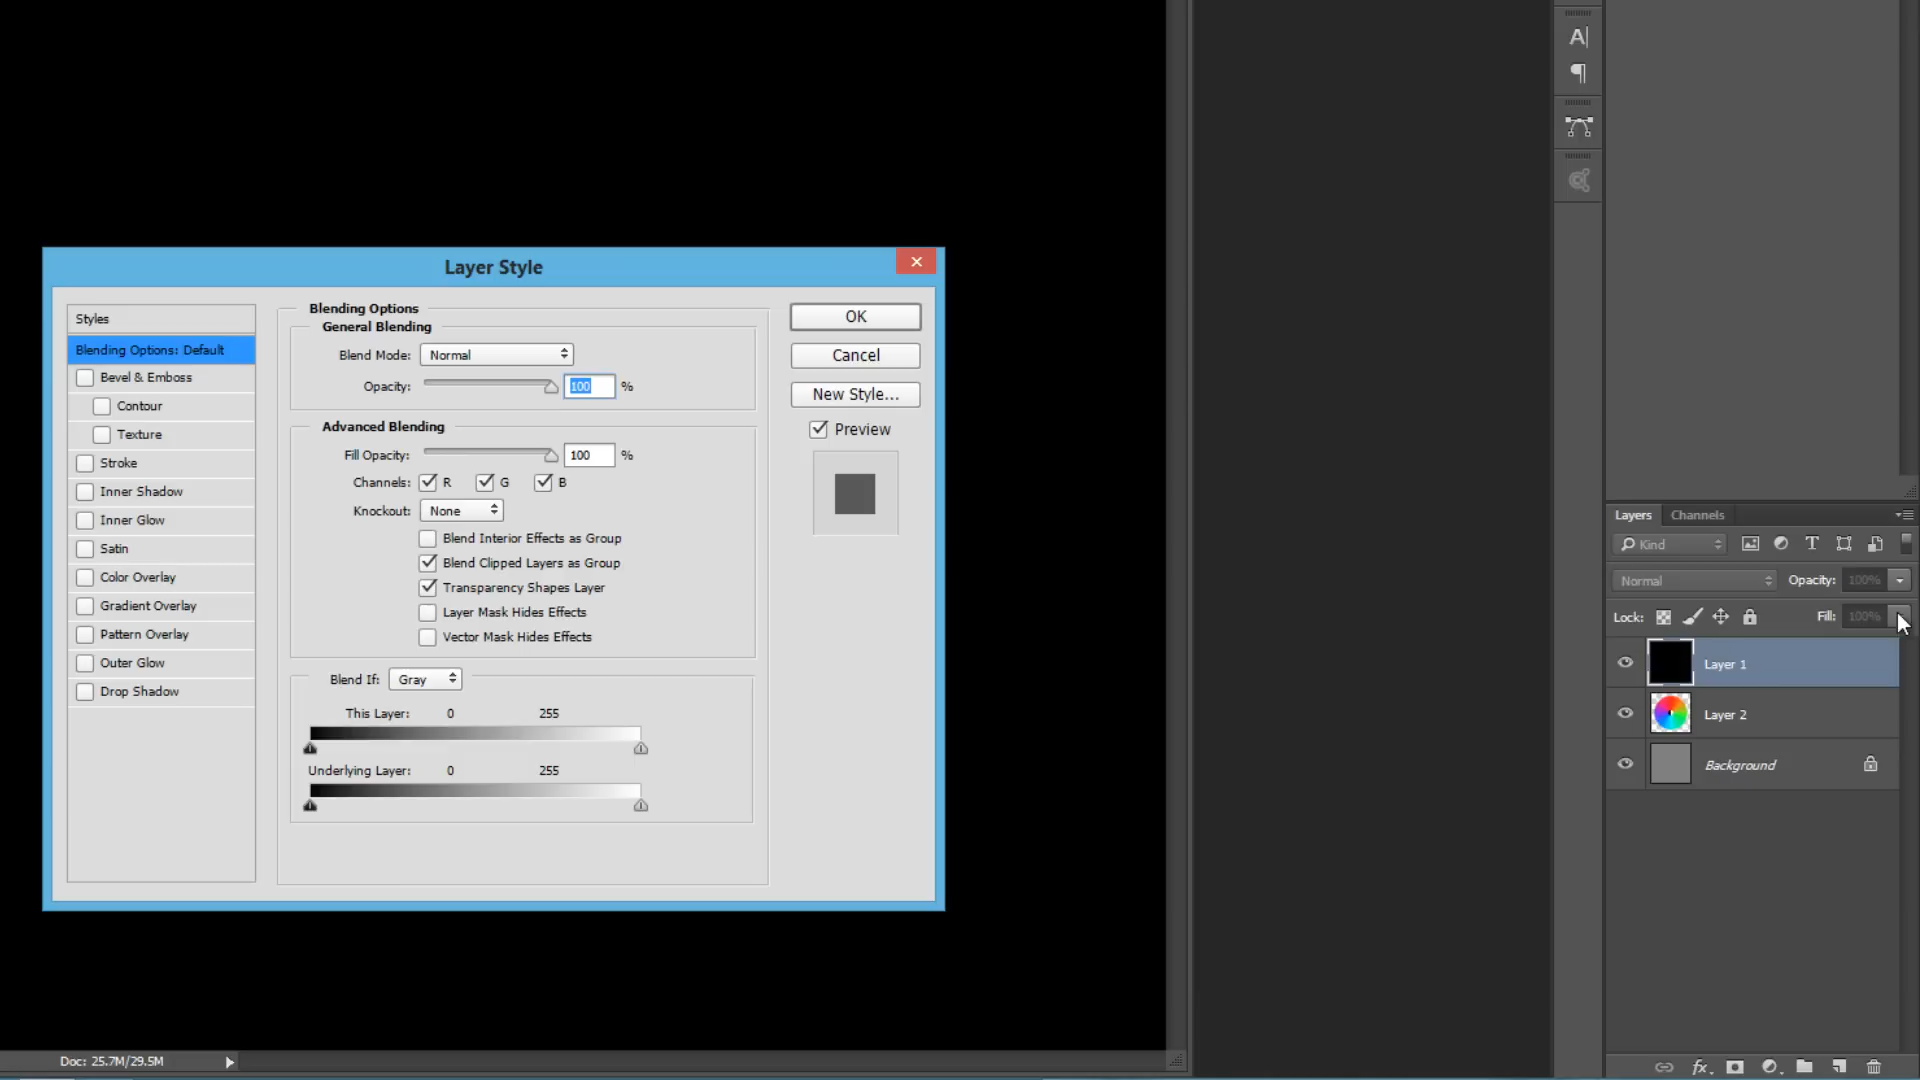 Layer Style
Styles
Blending Options: Default
Bevel & Emboss
Contour
Texture
Stroke
Inner Shadow
Inner Glow
Satin
Color Overlay
Gradient Overlay
Pattern Overlay
Outer Glow
Drop Shadow
Blending Options
General Blending
Blend Mode: Normal
Opacity: 100 %
Advanced Blending
Fill Opacity: 100 %
Channels: R G B
Knockout: None
Blend Interior Effects as Group
Blend Clipped Layers as Group
Transparency Shapes Layer
Layer Mask Hides Effects
Vector Mask Hides Effects
Blend If: Gray
This Layer: 0 255
Underlying Layer: 0 255
OK
Cancel
New Style...
Preview
Layers Channels
Kind
Normal Opacity: 100%
Lock: Fill: 100%
Layer 1
Layer 2
Background
Doc: 25.7M/29.5M
fx